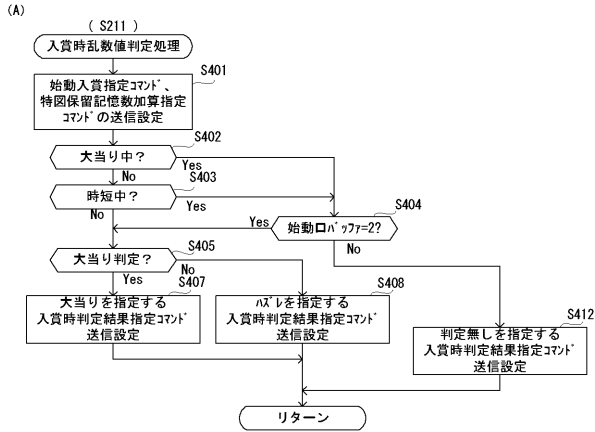 (A)
( S211 )
入賞時乱数値判定処理
S401
始動入賞指定ｺﾏﾝﾄﾞ、
特図保留記憶数加算指定
ｺﾏﾝﾄﾞの送信設定
S402
大当り中？
Yes
No
S403
時短中？
Yes
No
S404
始動口ﾊﾞｯﾌｧ=2?
Yes
No
S405
大当り判定？
No
Yes
S407
大当りを指定する
入賞時判定結果指定ｺﾏﾝﾄﾞ
送信設定
S408
ﾊｽﾞﾚを指定する
入賞時判定結果指定ｺﾏﾝﾄﾞ
送信設定
S412
判定無しを指定する
入賞時判定結果指定ｺﾏﾝﾄﾞ
送信設定
リターン